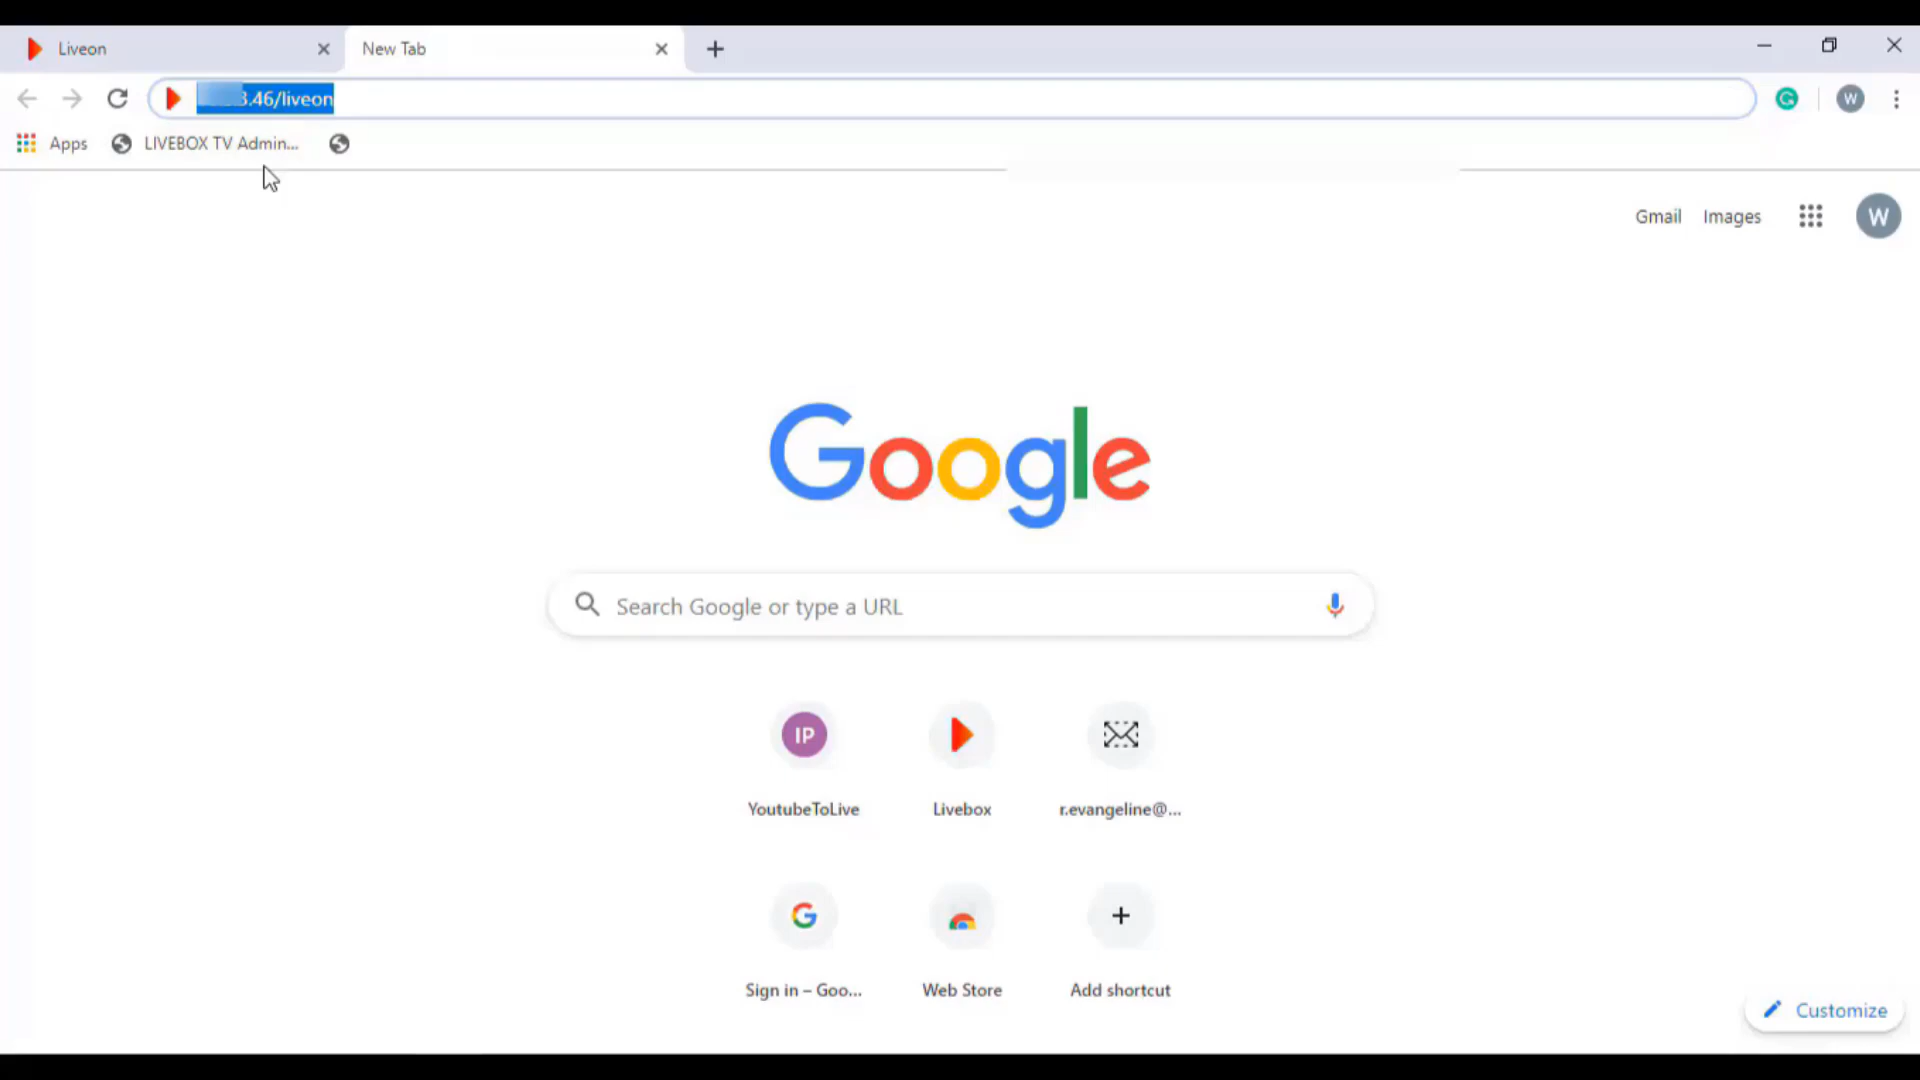 Liveon
New Tab
3.46/liveon
W
Apps
LIVEBOX TV Admin...
Gmail
Images
W
Google
Search Google or type a URL
IP
YoutubeToLive
Livebox
r.evangeline@...
G
Sign in – Goo...
Web Store
Add shortcut
Customize